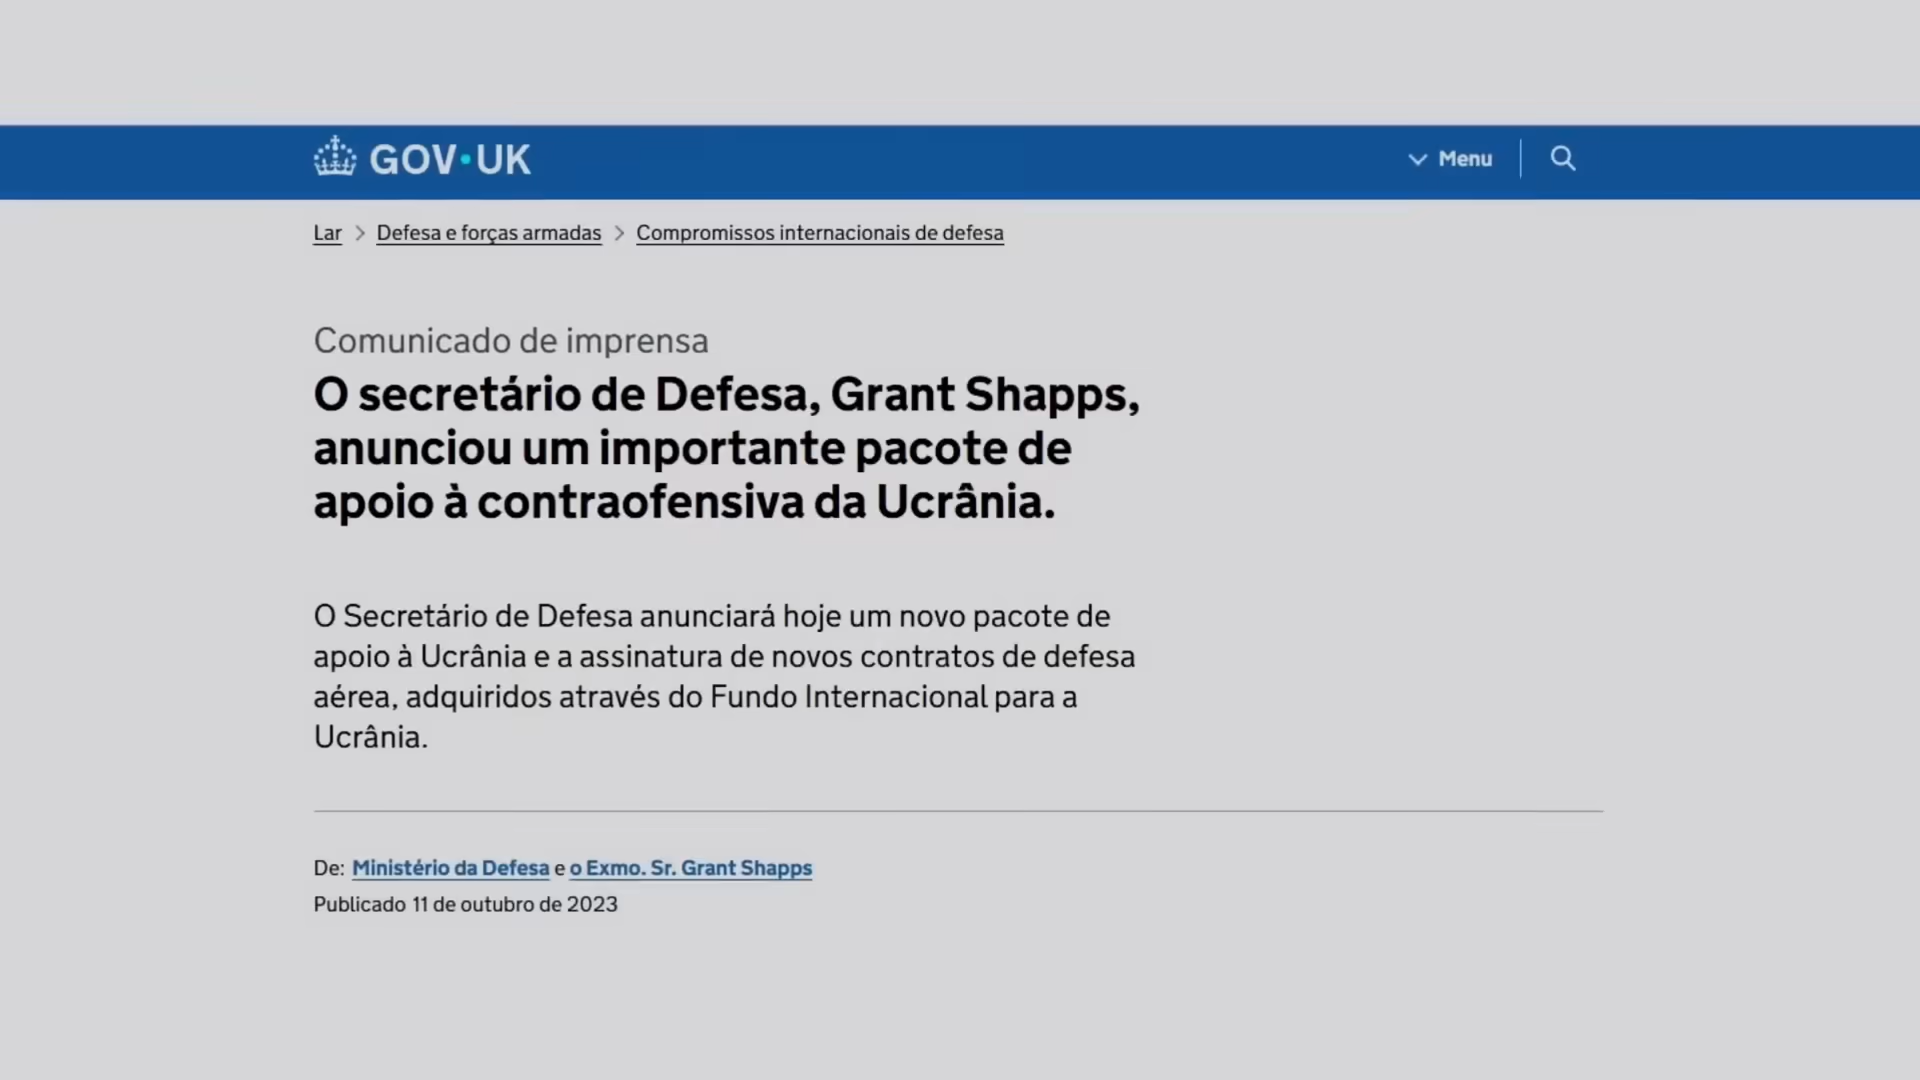 GOV·UK
Menu
Lar > Defesa e forças armadas > Compromissos internacionais de defesa
Comunicado de imprensa
O secretário de Defesa, Grant Shapps,
anunciou um importante pacote de
apoio à contraofensiva da Ucrânia.
O Secretário de Defesa anunciará hoje um novo pacote de
apoio à Ucrânia e a assinatura de novos contratos de defesa
aérea, adquiridos através do Fundo Internacional para a
Ucrânia.
De: Ministério da Defesa e o Exmo. Sr. Grant Shapps
Publicado 11 de outubro de 2023